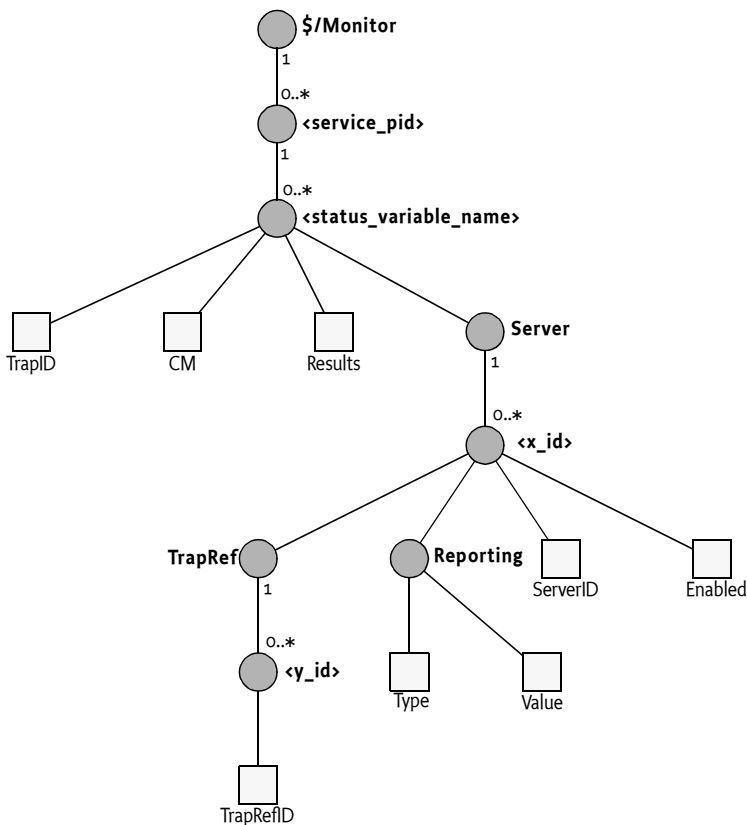 $/Monitor
1
0..*
<service_pid>
1
0..*
<status_variable_name>
TrapID
CM
Results
Server
1
0..*
<x_id>
TrapRef
Reporting
ServerID
Enabled
1
0..*
<y_id>
Type
Value
TrapRefID